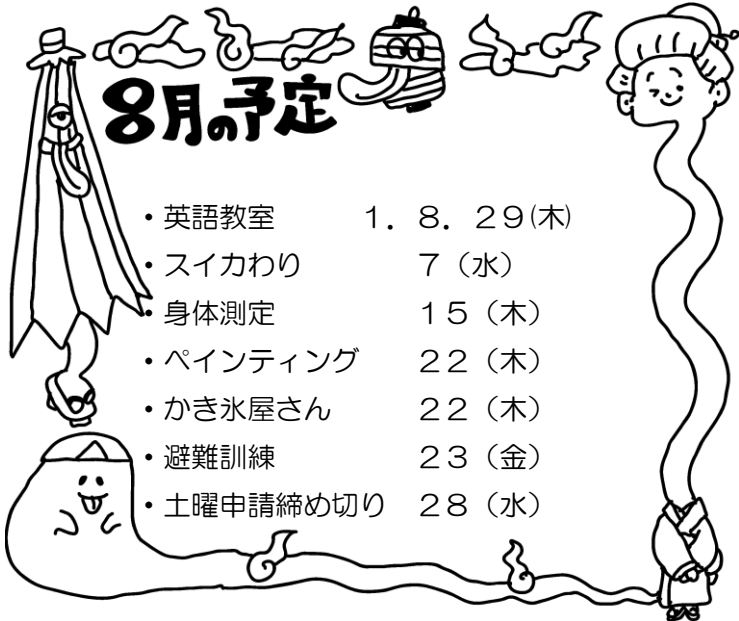 8月の予定
・英語教室　　　1．8．29(木)
・スイカわり　　　　7（水）
・身体測定　　　　　15（木）
・ペインティング　　22（木）
・かき氷屋さん　　　22（木）
・避難訓練　　　　　23（金）
・土曜申請締め切り　28（水）